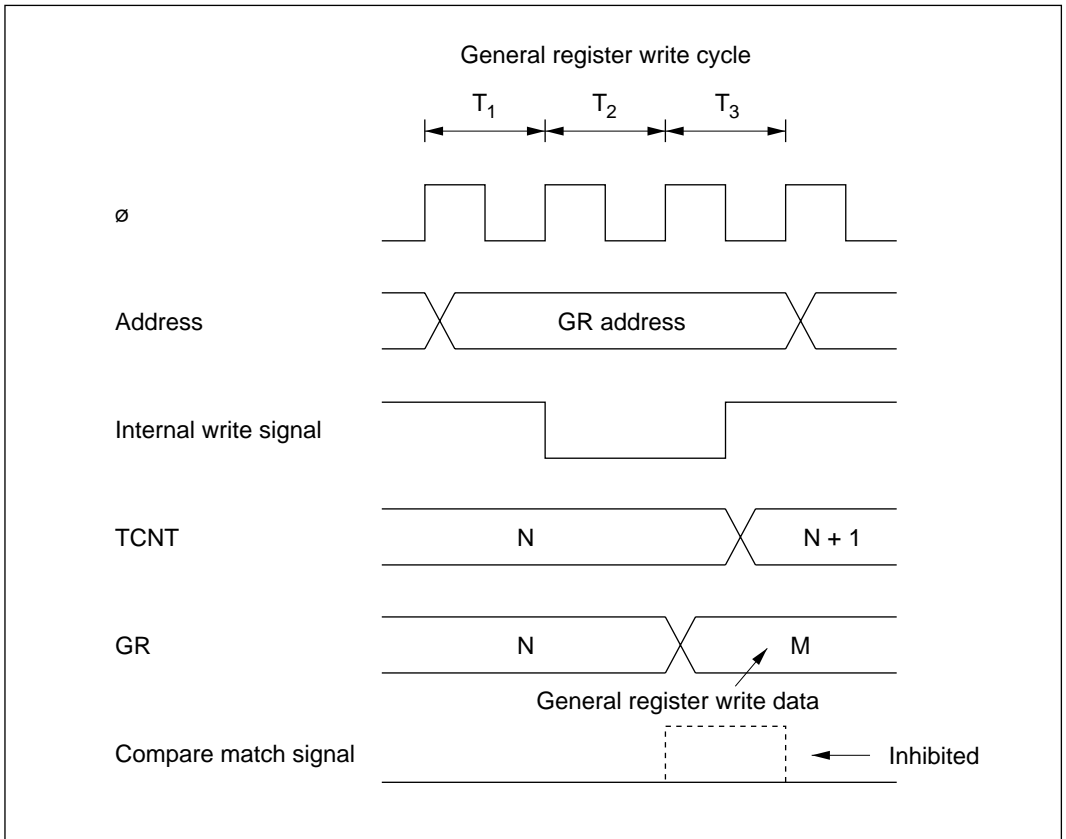 General register write cycle
T1 T2 T3
ø
Address GR address
Internal write signal
TCNT N N + 1
GR N M
General register write data
Compare match signal Inhibited